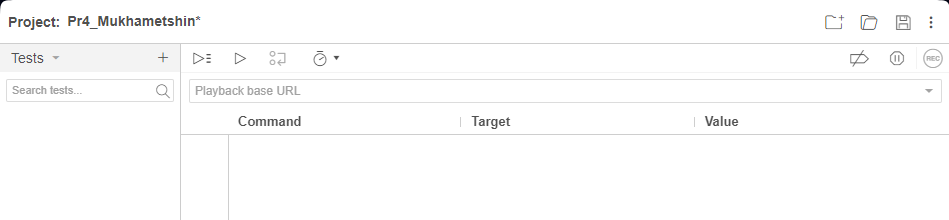 Project: Pr4_Mukhametshin*
Tests +
REC
Search tests...
Playback base URL
Command Target Value